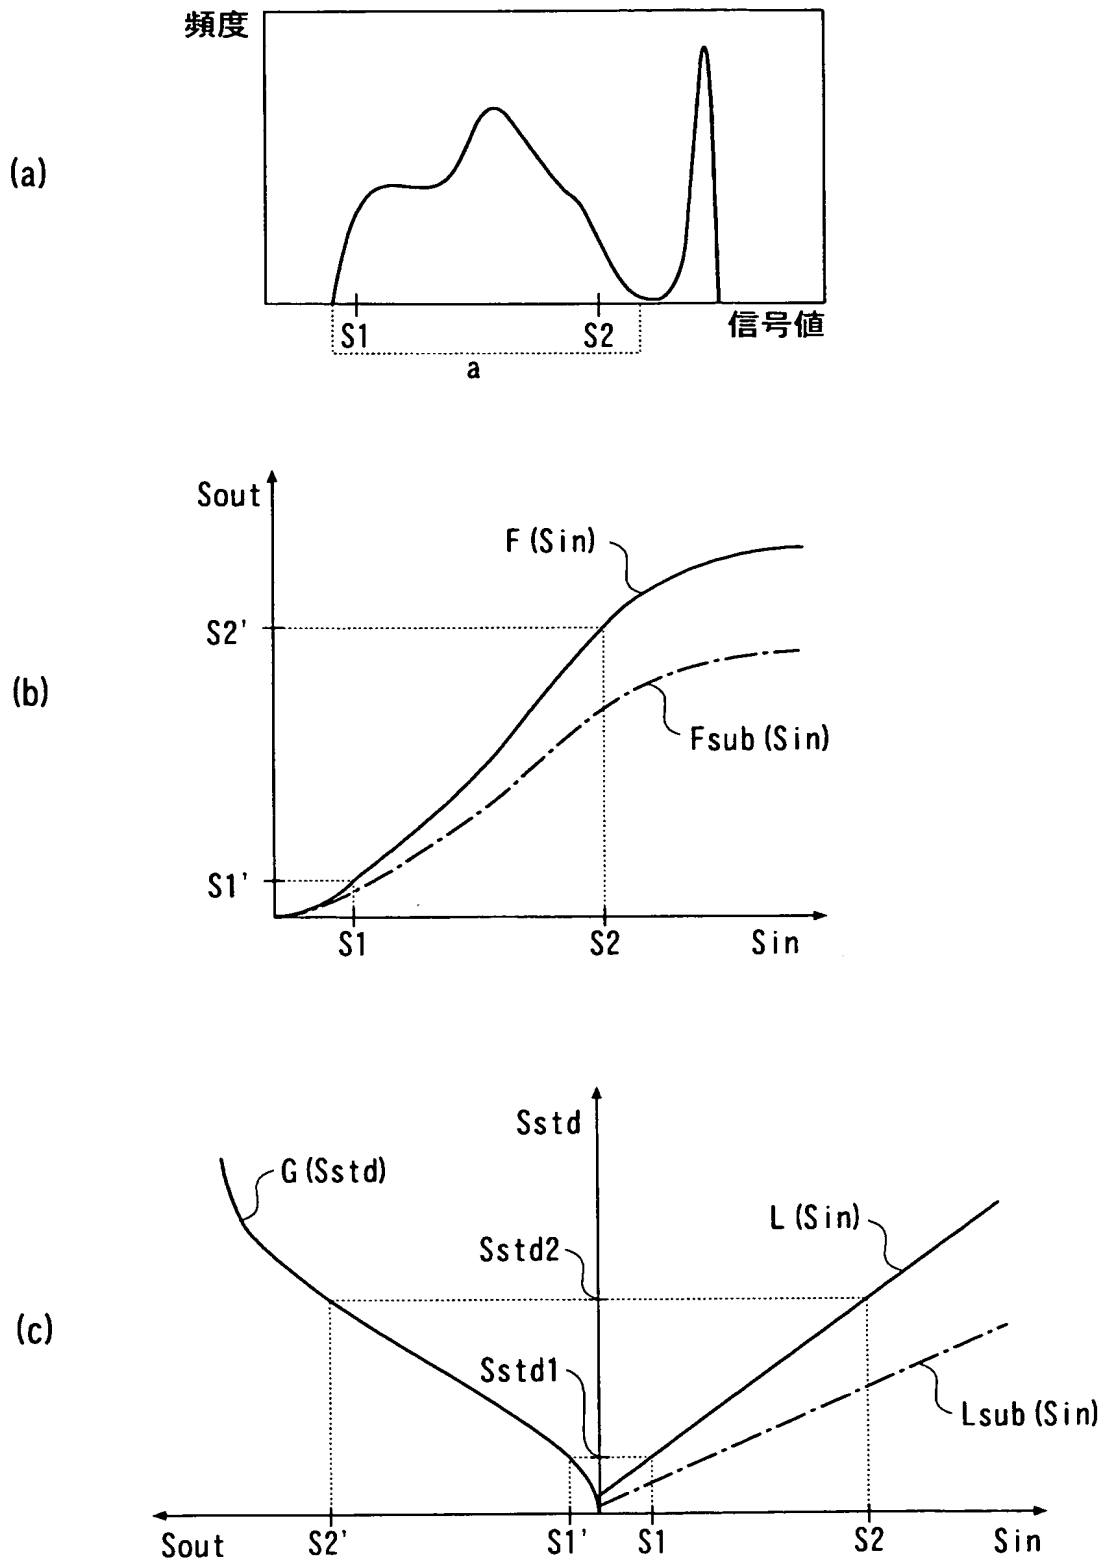 頻度
(a)
S1
S2
信号値
a
Sout
F(Sin)
S2'
(b)
Fsub(Sin)
S1'
S1
S2
Sin
Sstd
G(Sstd)
L(Sin)
Sstd2
(c)
Sstd1
Lsub(Sin)
Sout
S2'
S1'
S1
S2
Sin